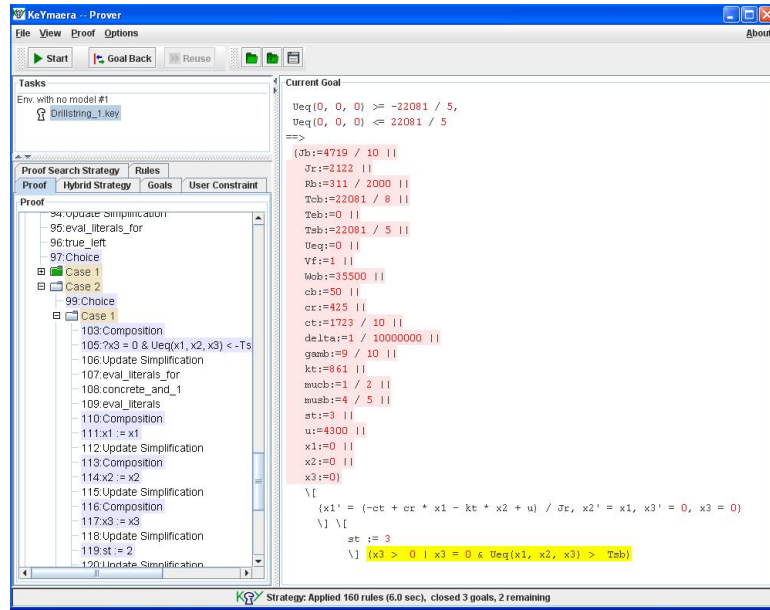 KeYmaera -- Prover
File View Proof Options About
Start Goal Back Reuse
Tasks
Env. with no model #1
Drillstring_1.key
Proof Search Strategy Rules
Proof Hybrid Strategy Goals User Constraint
Proof
94:Update Simplification
95:eval_literals_for
96:true_left
97:Choice
Case 1
Case 2
99:Choice
Case 1
103:Composition
105:?x3 = 0 & Ueq(x1, x2, x3) < -Ts
106:Update Simplification
107:eval_literals_for
108:concrete_and_1
109:eval_literals
110:Composition
111:x1 := x1
112:Update Simplification
113:Composition
114:x2 := x2
115:Update Simplification
116:Composition
117:x3 := x3
118:Update Simplification
119:st := 2
120:Update Simplification
Current Goal
Ueq(0, 0, 0) >= -22081 / 5,
Ueq(0, 0, 0) <= 22081 / 5
==>
{Jb:=4719 / 10 ||
Jr:=2122 ||
Rb:=311 / 2000 ||
Tcb:=22081 / 8 ||
Teb:=0 ||
Tsb:=22081 / 5 ||
Ueq:=0 ||
Vf:=1 ||
Wob:=35500 ||
cb:=50 ||
cr:=425 ||
ct:=1723 / 10 ||
delta:=1 / 10000000 ||
gamb:=9 / 10 ||
kt:=861 ||
mucb:=1 / 2 ||
musb:=4 / 5 ||
st:=3 ||
u:=4300 ||
x1:=0 ||
x2:=0 ||
x3:=0}
\[
{x1' = (-ct + cr * x1 - kt * x2 + u) / Jr, x2' = x1, x3' = 0, x3 = 0}
\] \[
st := 3
\] (x3 > 0 | x3 = 0 & Ueq(x1, x2, x3) > Tsb)
KeY Strategy: Applied 160 rules (6.0 sec), closed 3 goals, 2 remaining